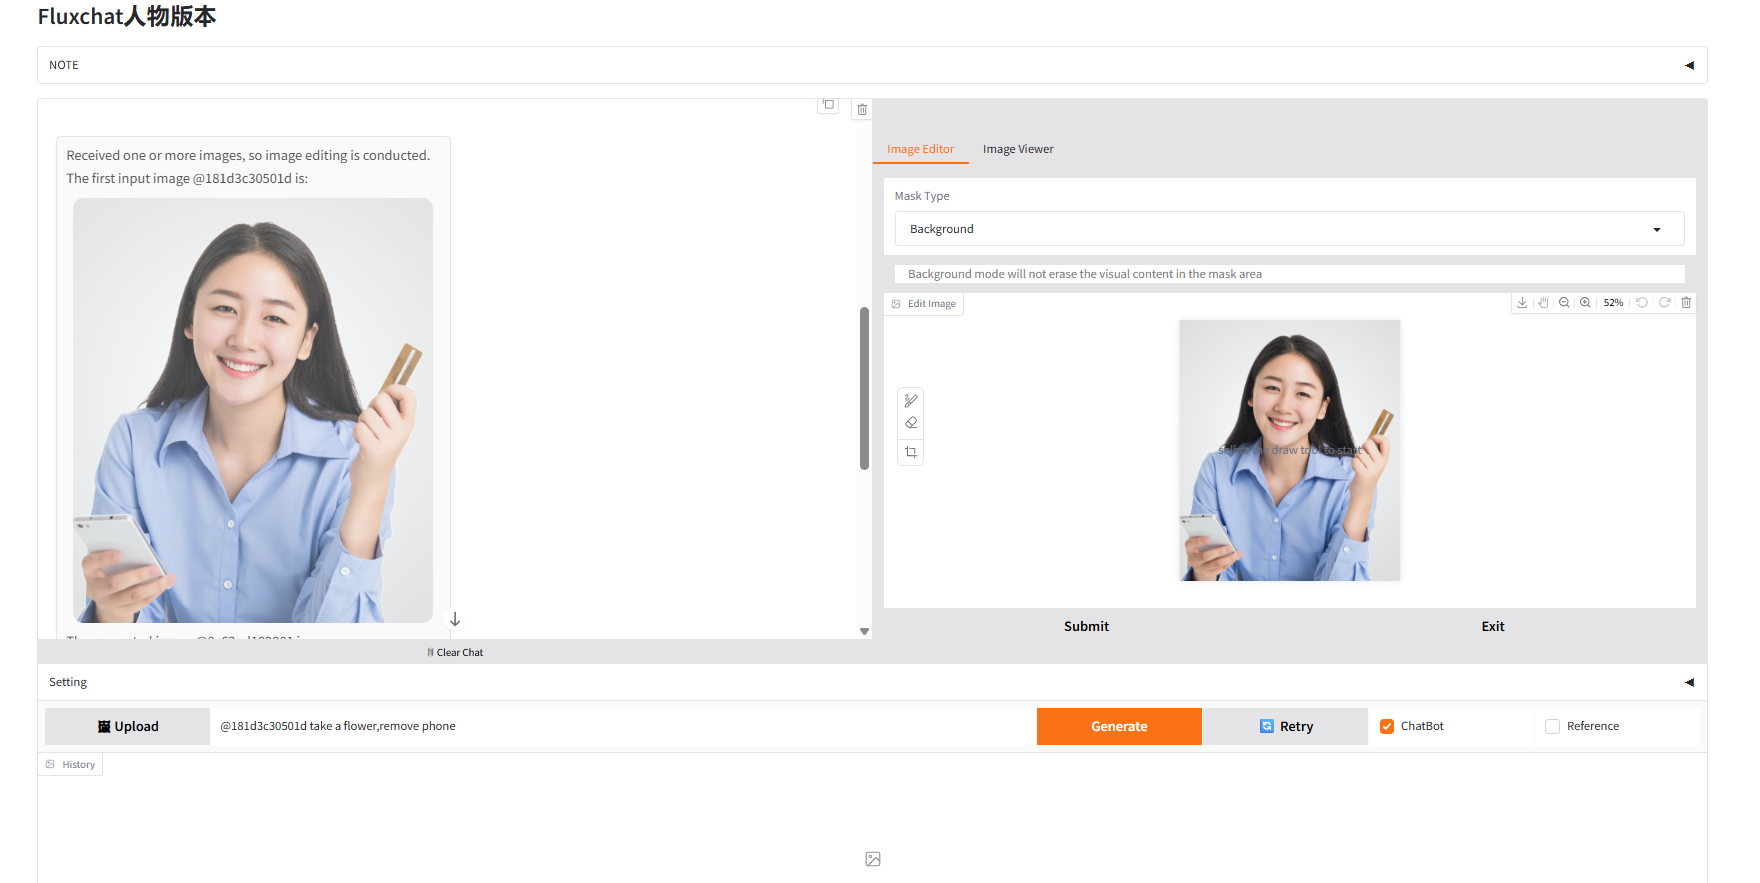 Fluxchat人物版本
NOTE
Received one or more images, so image editing is conducted.
The first input image @181d3c30501d is:
Clear Chat
Image Editor
Image Viewer
Mask Type
Background
Background mode will not erase the visual content in the mask area
Edit Image
52%
select the draw tool to start
Submit
Exit
Setting
Upload
@181d3c30501d take a flower,remove phone
Generate
Retry
ChatBot
Reference
History